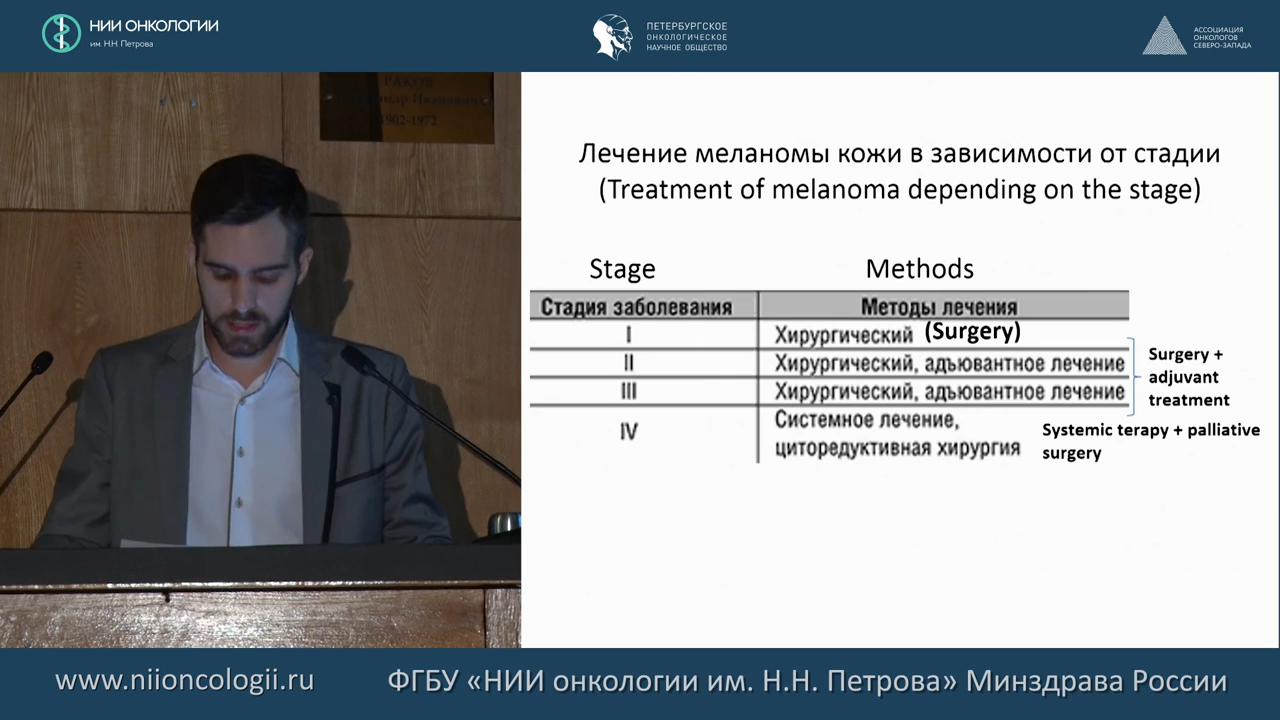 НИИ ОНКОЛОГИИ
им. Н.Н. Петрова
ПЕТЕРБУРГСКОЕ
ОНКОЛОГИЧЕСКОЕ
НАУЧНОЕ ОБЩЕСТВО
АССОЦИАЦИЯ
ОНКОЛОГОВ
СЕВЕРО-ЗАПАДА
РАКОВ
1902-1972
Лечение меланомы кожи в зависимости от стадии
(Treatment of melanoma depending on the stage)
Stage Methods
Стадия заболевания Методы лечения
I Хирургический (Surgery)
II Хирургический, адъювантное лечение
III Хирургический, адъювантное лечение
IV Системное лечение,
циторедуктивная хирургия
Surgery +
adjuvant
treatment
Systemic terapy + palliative
surgery
www.niioncologii.ru ФГБУ «НИИ онкологии им. Н.Н. Петрова» Минздрава России